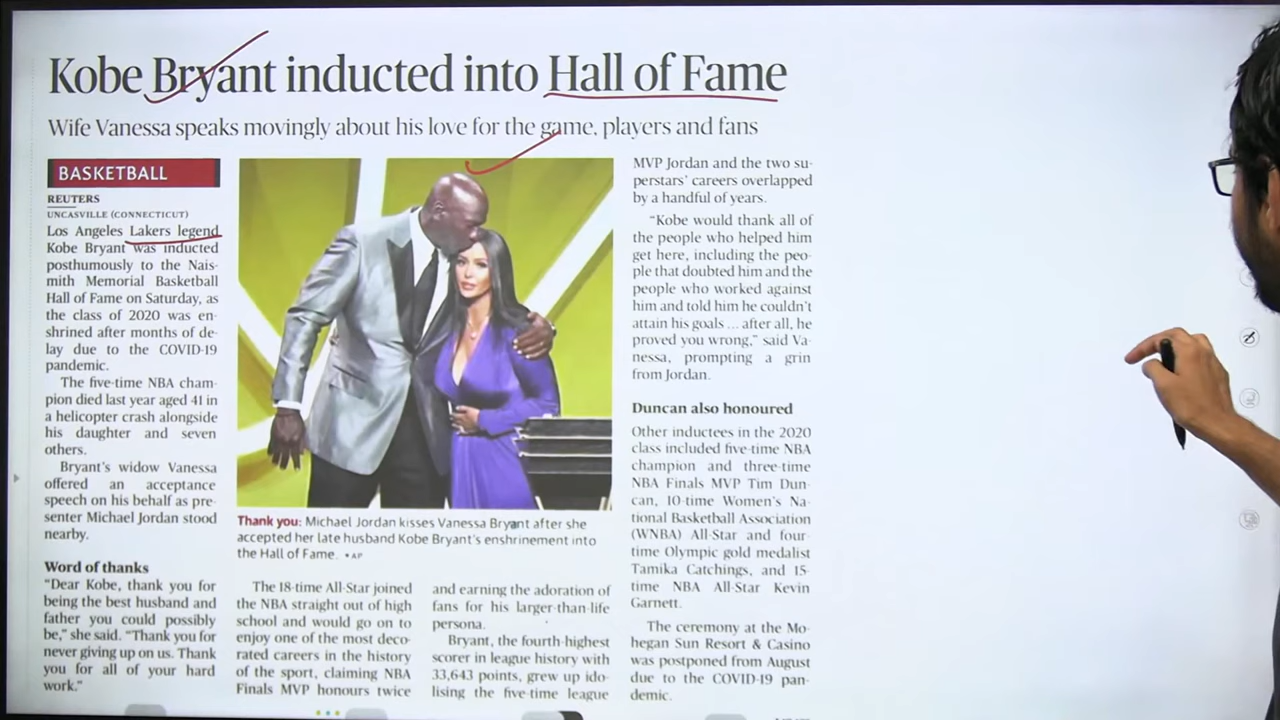 Kobe Bryant inducted into Hall of Fame
Wife Vanessa speaks movingly about his love for the game, players and fans
BASKETBALL
REUTERS
UNCASVILLE (CONNECTICUT)
Los Angeles Lakers legend
Kobe Bryant was inducted
posthumously to the Nais-
mith Memorial Basketball
Hall of Fame on Saturday, as
the class of 2020 was en-
shrined after months of de-
lay due to the COVID-19
pandemic.
The five-time NBA cham-
pion died last year aged 41 in
a helicopter crash alongside
his daughter and seven
others.
Bryant's widow Vanessa
offered an acceptance
speech on his behalf as pre-
senter Michael Jordan stood
nearby.
Word of thanks
“Dear Kobe, thank you for
being the best husband and
father you could possibly
be,” she said. “Thank you for
never giving up on us. Thank
you for all of your hard
work.”
Thank you: Michael Jordan kisses Vanessa Bryant after she
accepted her late husband Kobe Bryant's enshrinement into
the Hall of Fame. •AP
The 18-time All-Star joined
the NBA straight out of high
school and would go on to
enjoy one of the most deco-
rated careers in the history
of the sport, claiming NBA
Finals MVP honours twice
and earning the adoration of
fans for his larger-than-life
persona.
Bryant, the fourth-highest
scorer in league history with
33,643 points, grew up ido-
lising the five-time league
MVP Jordan and the two su-
perstars' careers overlapped
by a handful of years.
“Kobe would thank all of
the people who helped him
get here, including the peo-
ple that doubted him and the
people who worked against
him and told him he couldn't
attain his goals ... after all, he
proved you wrong,” said Va-
nessa, prompting a grin
from Jordan.
Duncan also honoured
Other inductees in the 2020
class included five-time NBA
champion and three-time
NBA Finals MVP Tim Dun-
can, 10-time Women's Na-
tional Basketball Association
(WNBA) All-Star and four-
time Olympic gold medalist
Tamika Catchings, and 15-
time NBA All-Star Kevin
Garnett.
The ceremony at the Mo-
hegan Sun Resort & Casino
was postponed from August
due to the COVID-19 pan-
demic.